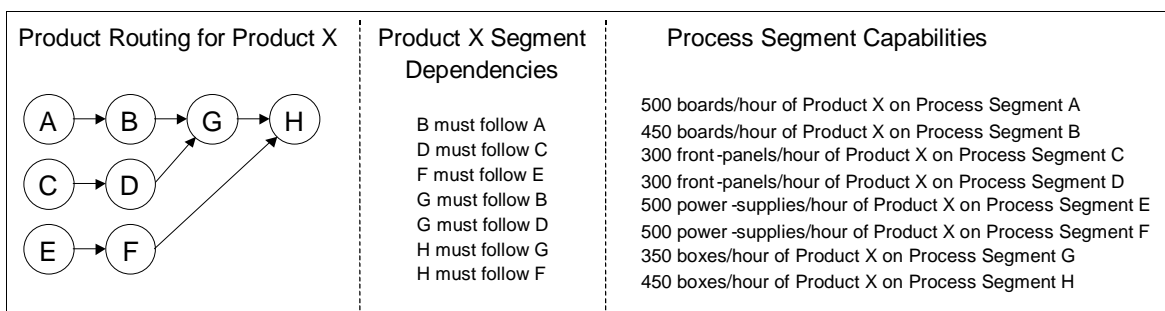 Product Routing for Product X
A
B
G
H
C
D
E
F
Product X Segment
Dependencies
B must follow A
D must follow C
F must follow E
G must follow B
G must follow D
H must follow G
H must follow F
Process Segment Capabilities
500 boards/hour of Product X on Process Segment A
450 boards/hour of Product X on Process Segment B
300 front-panels/hour of Product X on Process Segment C
300 front-panels/hour of Product X on Process Segment D
500 power -supplies/hour of Product X on Process Segment E
500 power -supplies/hour of Product X on Process Segment F
350 boxes/hour of Product X on Process Segment G
450 boxes/hour of Product X on Process Segment H